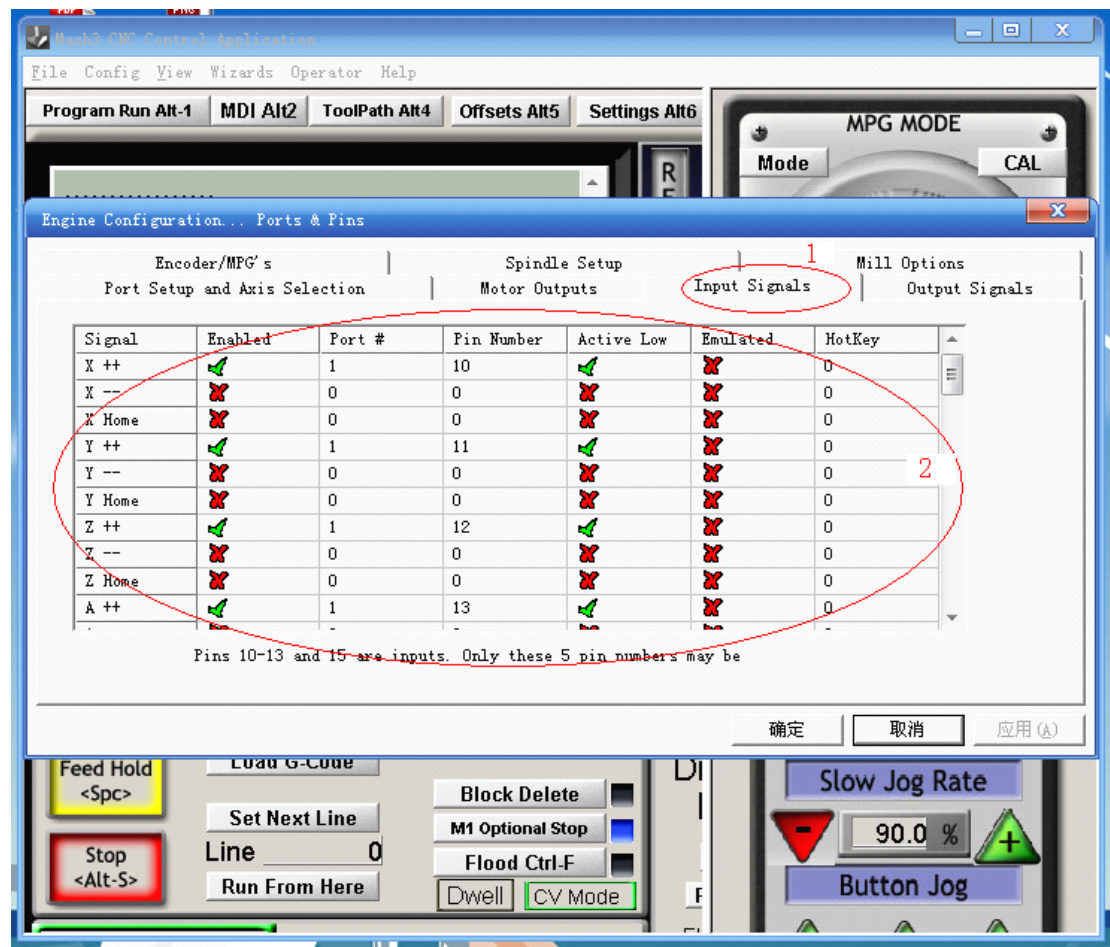 Mach3 CNC Control Application
File Config View Wizards Operator Help
Program Run Alt-1 MDI Alt2 ToolPath Alt4 Offsets Alt5 Settings Alt6
MPG MODE
Mode CAL
R
Engine Configuration... Ports & Pins
1
Encoder/MPG's Spindle Setup Mill Options
Port Setup and Axis Selection Motor Outputs Input Signals Output Signals
Signal Enabled Port # Pin Number Active Low Emulated HotKey
X ++ 1 10 0
X -- 0 0 0
X Home 0 0 0
Y ++ 1 11 0
Y -- 0 0 0
2
Y Home 0 0 0
Z ++ 1 12 0
Z -- 0 0 0
Z Home 0 0 0
A ++ 1 13 0
Pins 10-13 and 15 are inputs. Only these 5 pin numbers may be
确定 取消 应用(A)
Feed Hold
<Spc>
Load G-Code
Block Delete
Set Next Line
M1 Optional Stop
Line 0
Flood Ctrl-F
Stop
<Alt-S>
Run From Here
Dwell CV Mode
Slow Jog Rate
- 90.0 % +
Button Jog